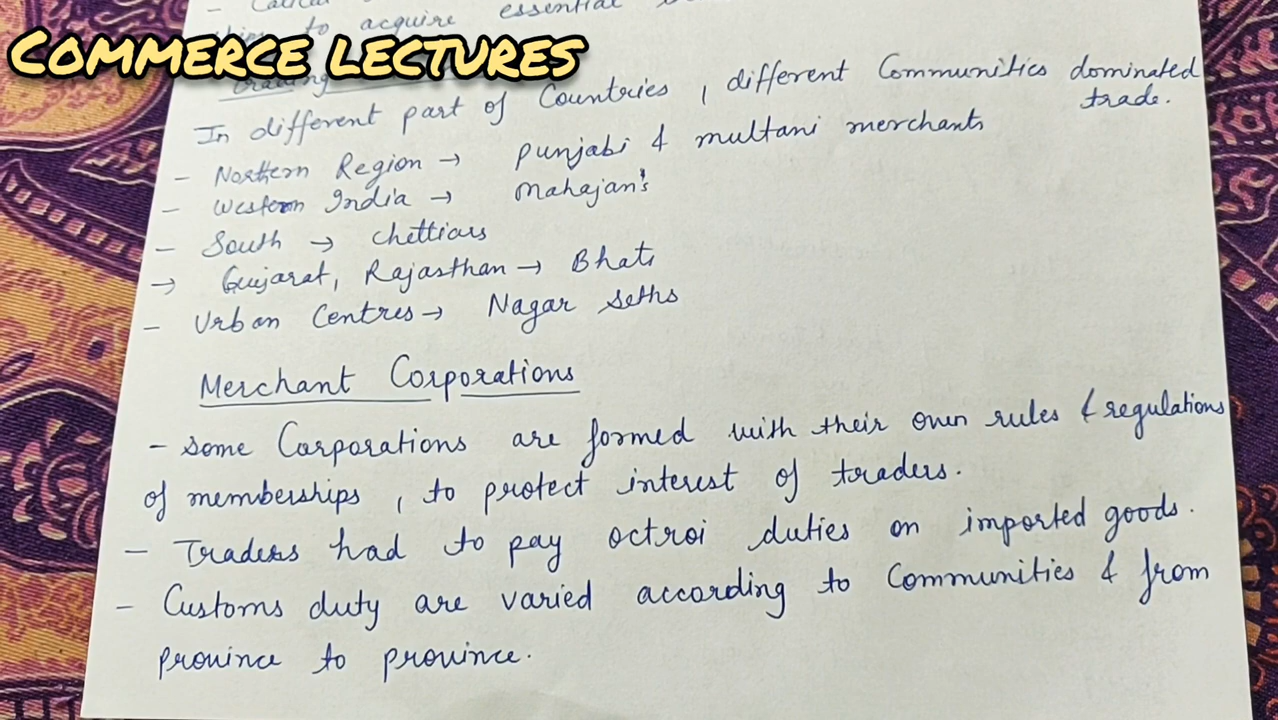 essential
to acquire
COMMERCE LECTURES
In different part of Countries, different Communities dominated
trade.
- Northern Region → Punjabi & multani merchants
- Western India → Mahajan's
- South → Chettiars
→ Gujarat, Rajasthan → Bhats
- Urban Centres → Nagar Seths
Merchant Corporations
- Some Corporations are formed with their own rules & regulations
of memberships, to protect interest of traders.
- Traders had to pay octroi duties on imported goods.
- Customs duty are varied according to Communities & from
province to province.